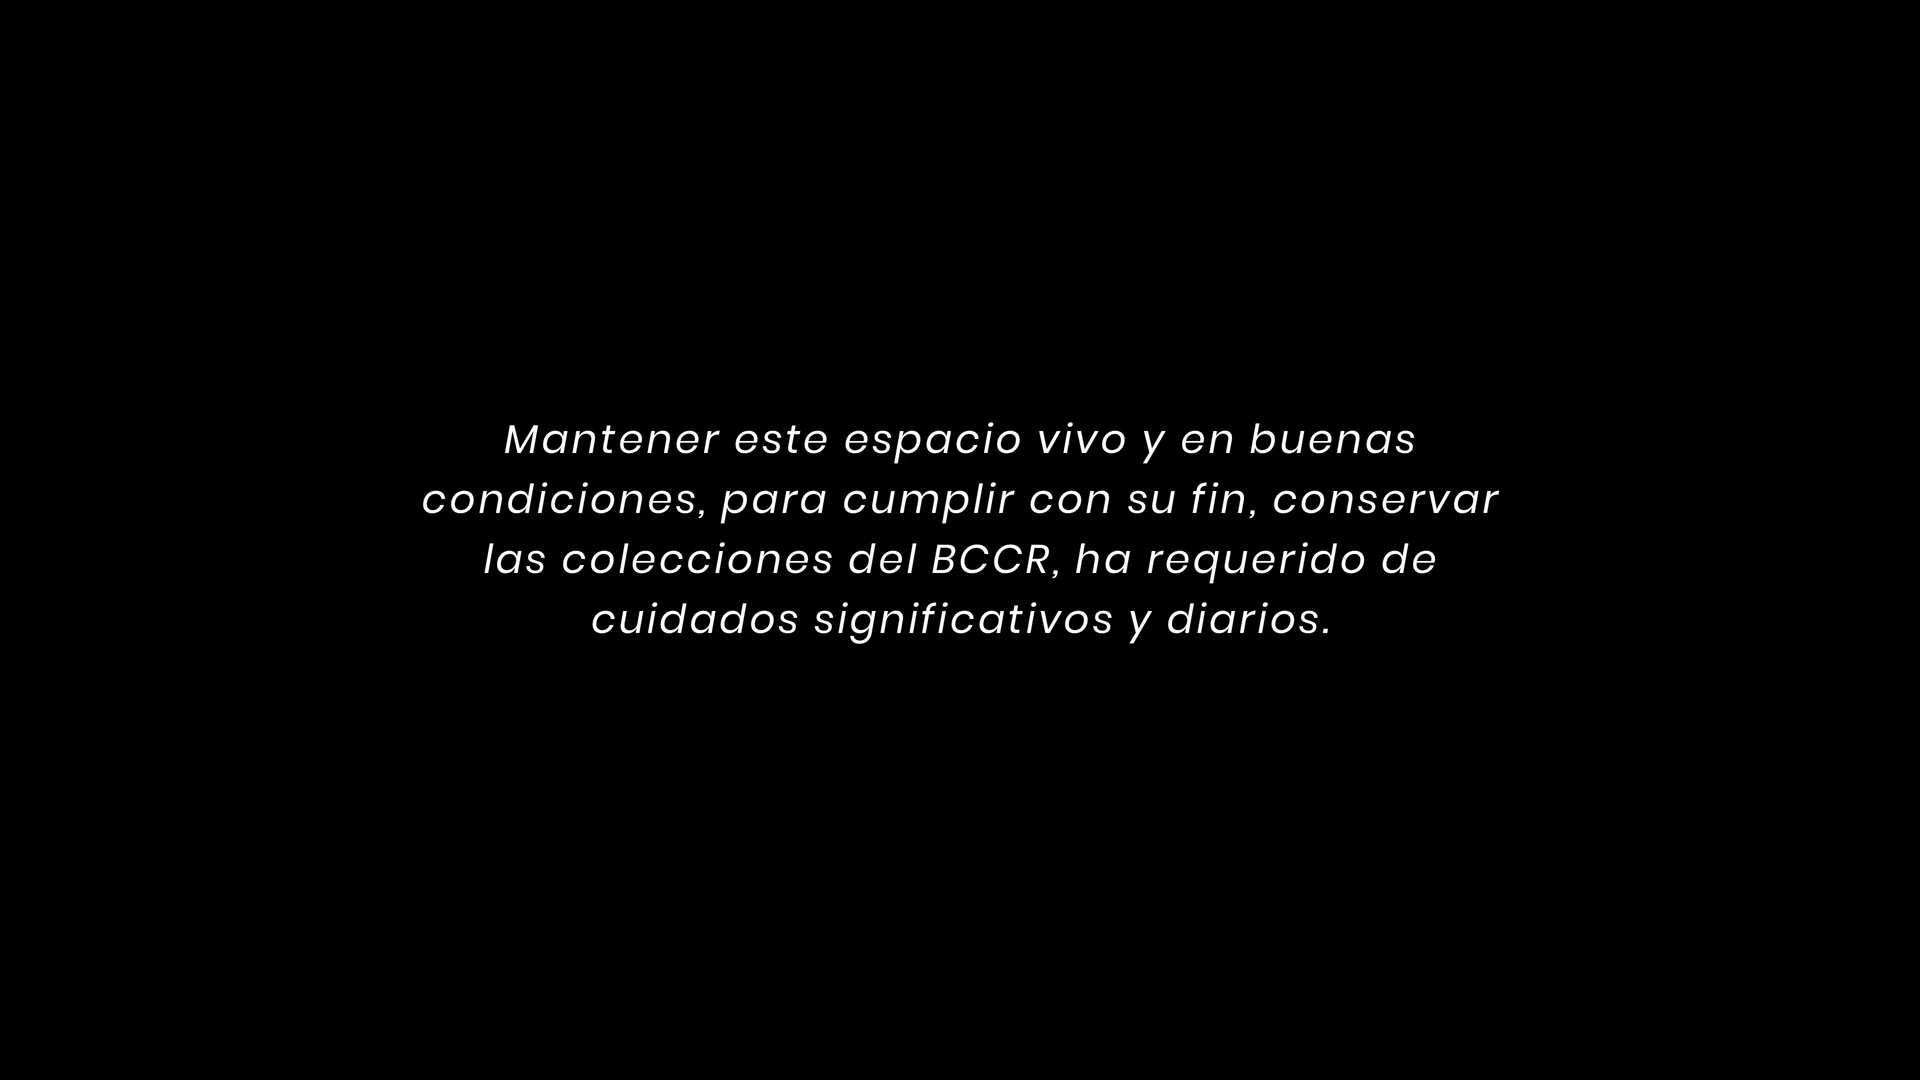 Mantener este espacio vivo y en buenas
condiciones, para cumplir con su fin, conservar
las colecciones del BCCR, ha requerido de
cuidados significativos y diarios.